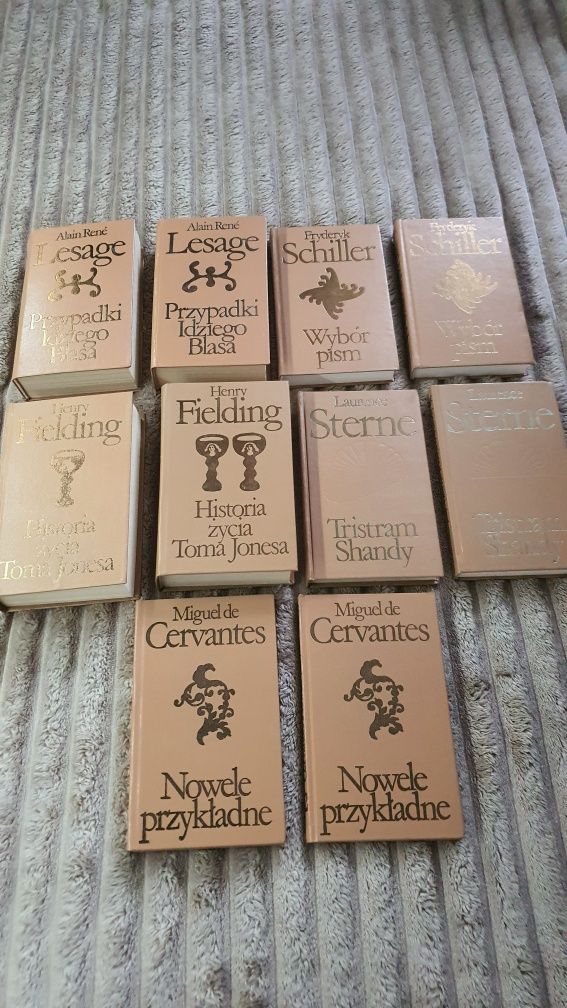 Alain René
Lesage
Przypadki
Idziego
Blasa
Alain René
Lesage
Przypadki
Idziego
Blasa
Fryderyk
Schiller
Wybór
pism
Fryderyk
Schiller
Wybór
pism
Henry
Fielding
Historia
życia
Toma Jonesa
Henry
Fielding
Historia
życia
Toma Jonesa
Laurence
Sterne
Tristram
Shandy
Laurence
Sterne
Tristram
Shandy
Miguel de
Cervantes
Nowele
przykładne
Miguel de
Cervantes
Nowele
przykładne